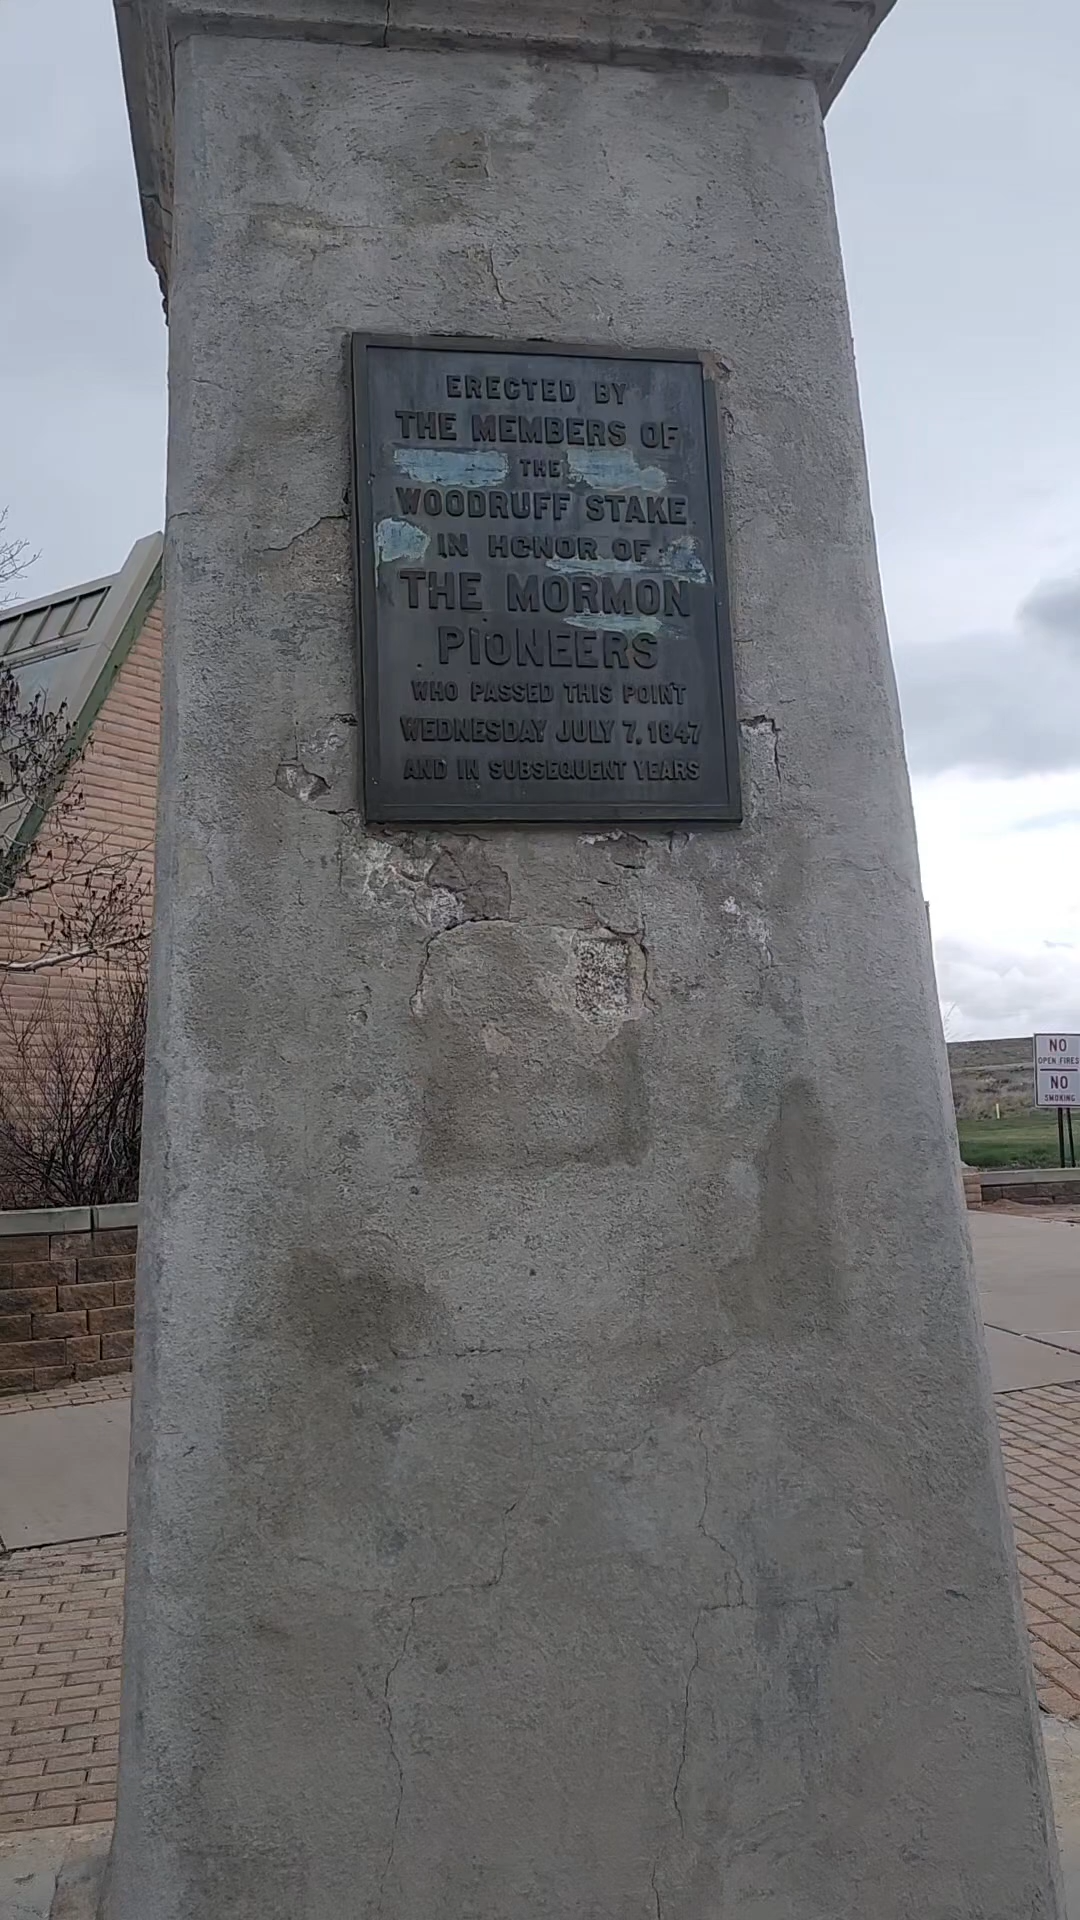 ERECTED BY
THE MEMBERS OF
THE
WOODRUFF STAKE
IN HONOR OF
THE MORMON
PIONEERS
WHO PASSED THIS POINT
WEDNESDAY JULY 7, 1847
AND IN SUBSEQUENT YEARS
NO
OPEN FIRES
NO
SMOKING